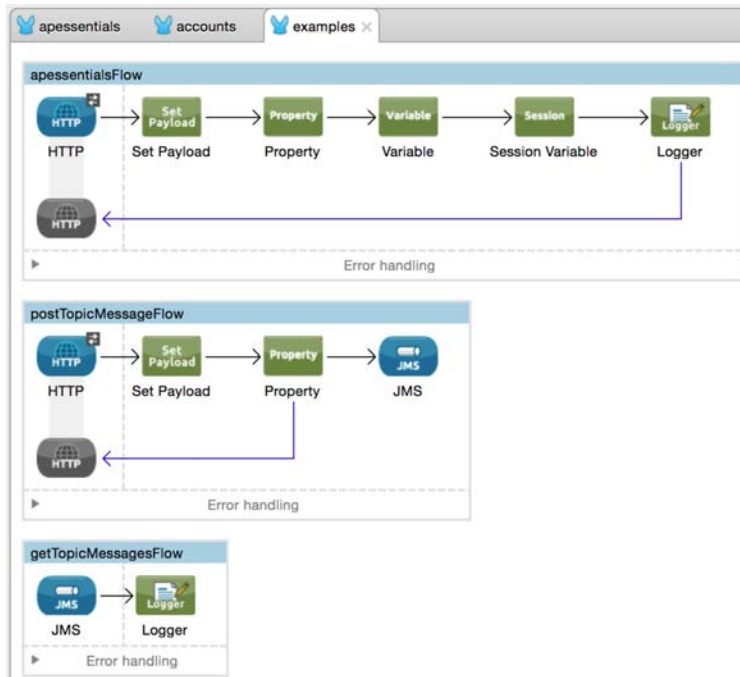 apessentials accounts examples
apessentialsFlow
HTTP Set Payload Property Variable Session Logger
HTTP Set Payload Property Variable Session Variable Logger
HTTP
Error handling
postTopicMessageFlow
HTTP Set Payload Property JMS
HTTP Set Payload Property JMS
HTTP
Error handling
getTopicMessagesFlow
JMS Logger
JMS Logger
Error handling